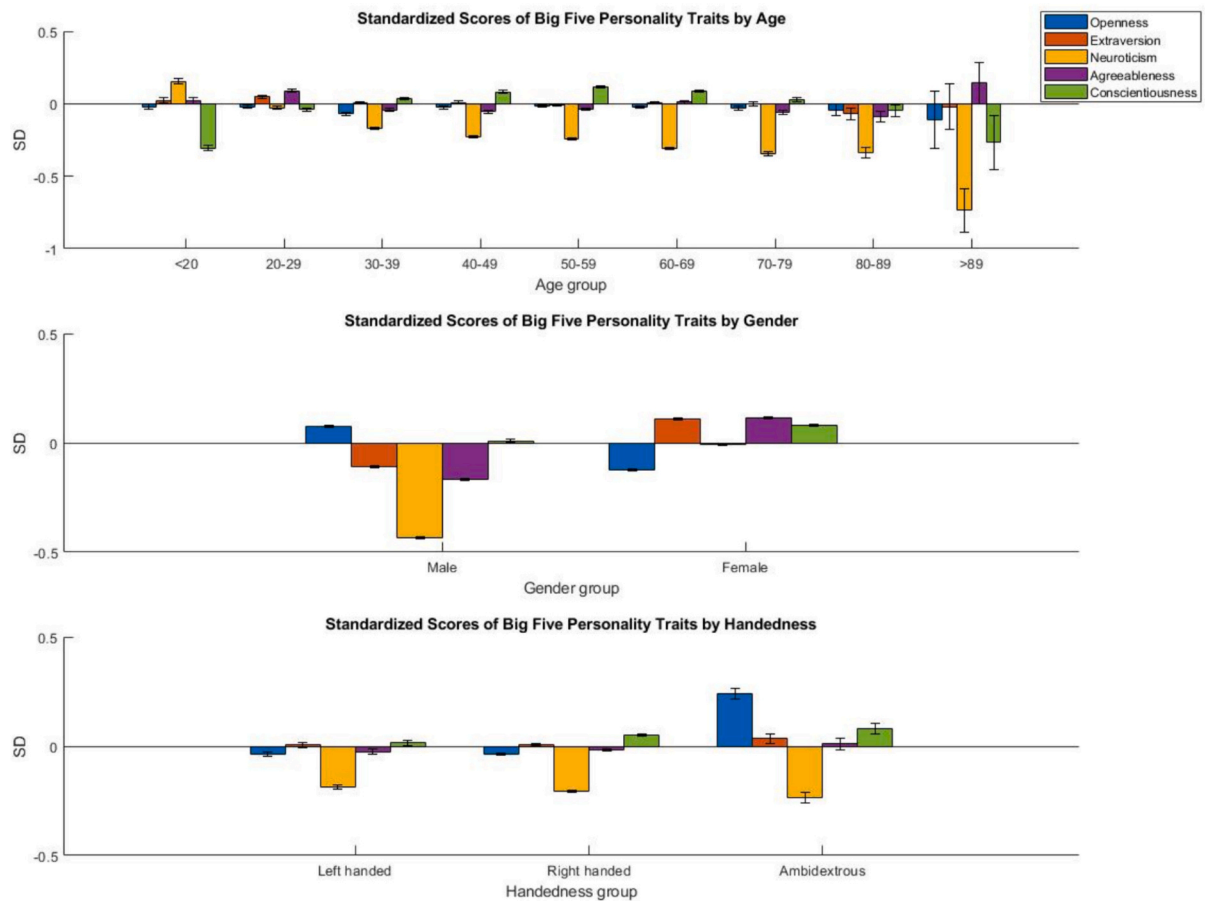 Standardized Scores of Big Five Personality Traits by Age
Openness
Extraversion
Neuroticism
Agreeableness
Conscientiousness
0.5
0
-0.5
-1
SD
<20 20-29 30-39 40-49 50-59 60-69 70-79 80-89 >89
Age group
Standardized Scores of Big Five Personality Traits by Gender
0.5
0
-0.5
SD
Male Female
Gender group
Standardized Scores of Big Five Personality Traits by Handedness
0.5
0
-0.5
SD
Left handed Right handed Ambidextrous
Handedness group